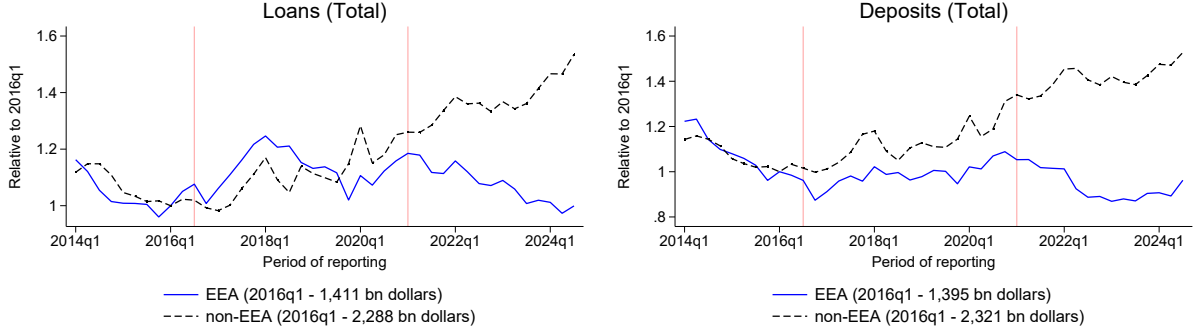 Loans (Total)
Relative to 2016q1
1.6
1.4
1.2
1
2014q1
2016q1
2018q1
2020q1
2022q1
2024q1
Period of reporting
EEA (2016q1 - 1,411 bn dollars)
non-EEA (2016q1 - 2,288 bn dollars)
Deposits (Total)
Relative to 2016q1
1.6
1.4
1.2
1
.8
2014q1
2016q1
2018q1
2020q1
2022q1
2024q1
Period of reporting
EEA (2016q1 - 1,395 bn dollars)
non-EEA (2016q1 - 2,321 bn dollars)